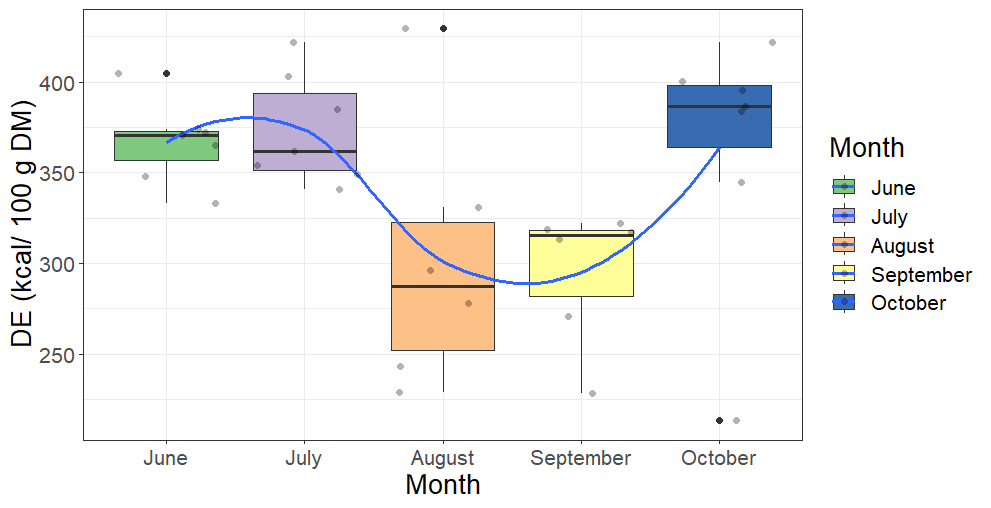 DE (kcal/ 100 g DM)
400
350
300
250
June July August September October
Month
Month
June
July
August
September
October